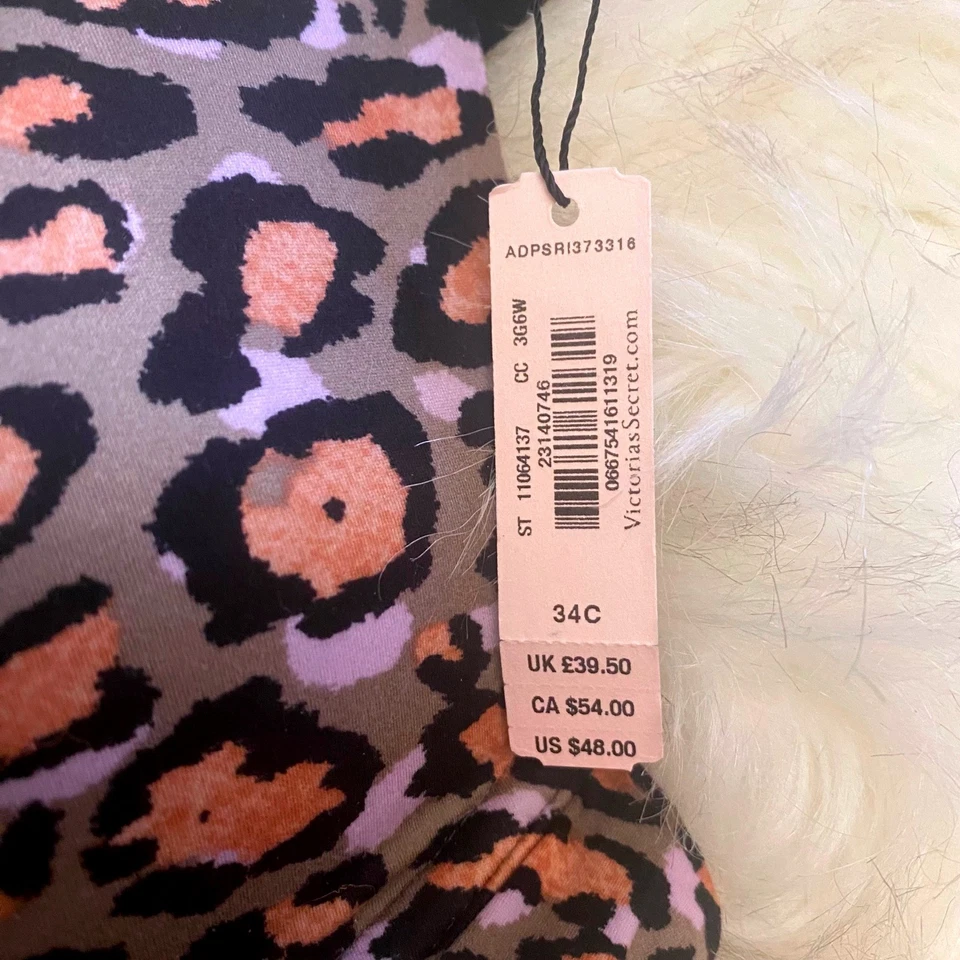 ADPSRI373316
ST 11064137 CC 3G6W
23140746
0667541611319
VictoriasSecret.com
34C
UK £39.50
CA $54.00
US $48.00